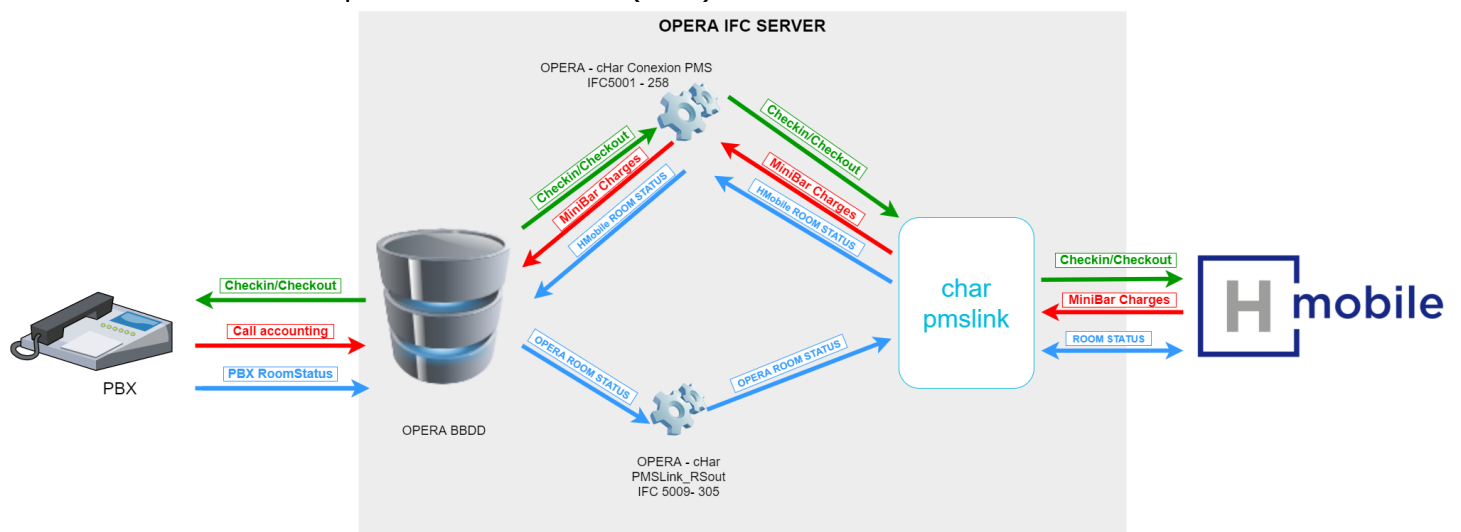 OPERA IFC SERVER
OPERA - cHar Conexion PMS
IFC5001 - 258
Checkin/Checkout
MiniBar Charges
HMobile ROOM STATUS
Checkin/Checkout
MiniBar Charges
HMobile ROOM STATUS
Checkin/Checkout
Call accounting
PBX RoomStatus
PBX
OPERA BBDD
OPERA ROOM STATUS
OPERA ROOM STATUS
OPERA - cHar
PMSLink_RSout
IFC 5009- 305
char
pmslink
Checkin/Checkout
MiniBar Charges
ROOM STATUS
H mobile